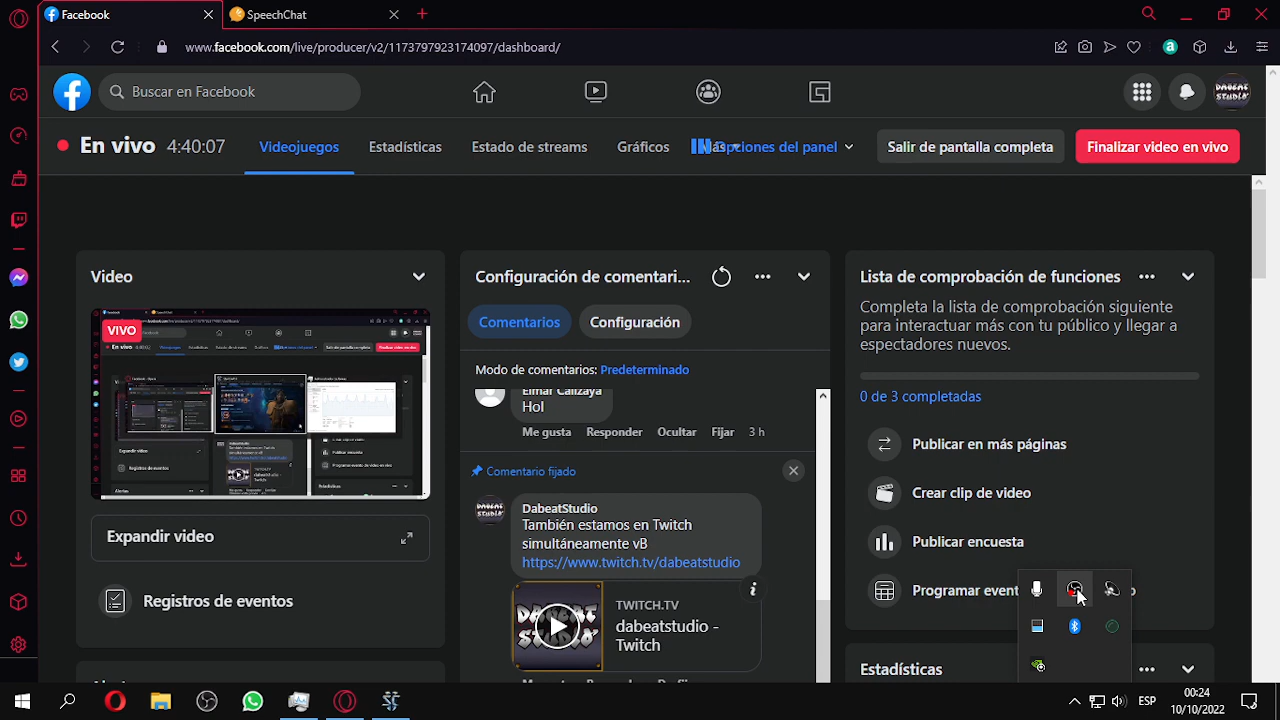 Facebook
SpeechChat
www.facebook.com/live/producer/v2/1173797923174097/dashboard/
Buscar en Facebook
DABEAT STUDIO
En vivo 4:40:07
Videojuegos
Estadísticas
Estado de streams
Gráficos
Más
Opciones del panel
Salir de pantalla completa
Finalizar video en vivo
Video
VIVO
Expandir video
Registros de eventos
Configuración de comentari...
Comentarios
Configuración
Modo de comentarios: Predeterminado
Elmar Callizaya
Hol
Me gusta Responder Ocultar Fijar 3 h
Comentario fijado
DabeatStudio
También estamos en Twitch
simultáneamente vB
https://www.twitch.tv/dabeatstudio
DABEAT
STUDIO
TWITCH.TV
dabeatstudio -
Twitch
Lista de comprobación de funciones
Completa la lista de comprobación siguiente
para interactuar más con tu público y llegar a
espectadores nuevos.
0 de 3 completadas
Publicar en más páginas
Crear clip de video
Publicar encuesta
Programar event
o
Estadísticas
ESP
00:24
10/10/2022